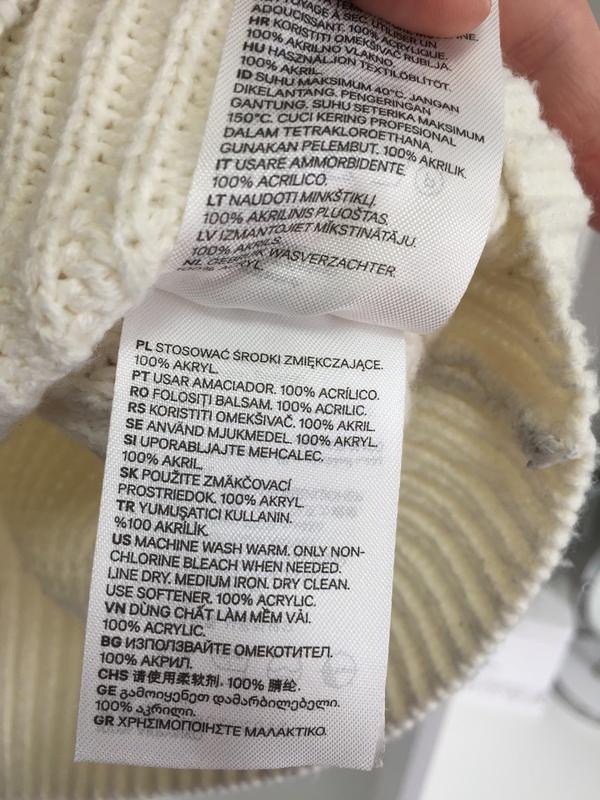 ADOUCISSANT. 100% ACRYLIQUE.
HR KORISTITI OMEKŠIVAČ RUBLJA.
100% AKRILNO VLAKNO.
HU HASZNÁLJON TEXTILÖBLÍTŐT.
100% AKRIL.
ID SUHU MAKSIMUM 40°C. JANGAN
DIKELANTANG. PENGERINGAN
GANTUNG. SUHU SETERIKA MAKSIMUM
150°C. CUCI KERING PROFESIONAL
DALAM TETRAKLOROETHANA.
GUNAKAN PELEMBUT. 100% AKRILIK.
IT USARE AMMORBIDENTE.
100% ACRILICO.
LT NAUDOTI MINKŠTIKLĮ.
100% AKRILINIS PLUOŠTAS.
LV IZMANTOJIET MĪKSTINĀTĀJU.
100% AKRILS.
NL GEBRUIK WASVERZACHTER.
PL STOSOWAĆ ŚRODKI ZMIĘKCZAJĄCE.
100% AKRYL.
PT USAR AMACIADOR. 100% ACRÍLICO.
RO FOLOSIȚI BALSAM. 100% ACRILIC.
RS KORISTITI OMEKŠIVAČ. 100% AKRIL.
SE ANVÄND MJUKMEDEL. 100% AKRYL.
SI UPORABLJAJTE MEHČALEC.
100% AKRIL.
SK POUŽITE ZMÄKČOVACÍ
PROSTRIEDOK. 100% AKRYL.
TR YUMUŞATICI KULLANIN.
%100 AKRİLİK.
US MACHINE WASH WARM. ONLY NON-
CHLORINE BLEACH WHEN NEEDED.
LINE DRY. MEDIUM IRON. DRY CLEAN.
USE SOFTENER. 100% ACRYLIC.
VN DÙNG CHẤT LÀM MỀM VẢI.
100% ACRYLIC.
BG ИЗПОЛЗВАЙТЕ ОМЕКОТИТЕЛ.
100% АКРИЛ.
CHS 请使用柔软剂. 100% 腈纶.
GE გამოიყენეთ დამარბილებელი.
100% აკრილი.
GR ΧΡΗΣΙΜΟΠΟΙΗΣΤΕ ΜΑΛΑΚΤΙΚΟ.